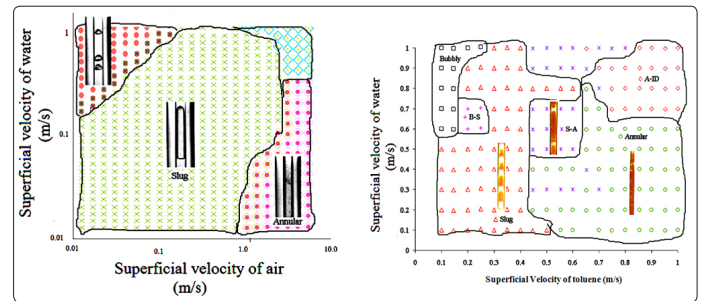 Superficial velocity of water
(m/s)
1
0.1
0.01
0.01
0.1
1.0
10.0
Slug
Annular
Superficial velocity of air
(m/s)
Superficial velocity of water
(m/s)
1
0.9
0.8
0.7
0.6
0.5
0.4
0.3
0.2
0.1
0
0.1 0.2 0.3 0.4 0.5 0.6 0.7 0.8 0.9 1
Bubbly
A-ID
B-S
S-A
Annular
Slug
Superficial Velocity of toluene (m/s)